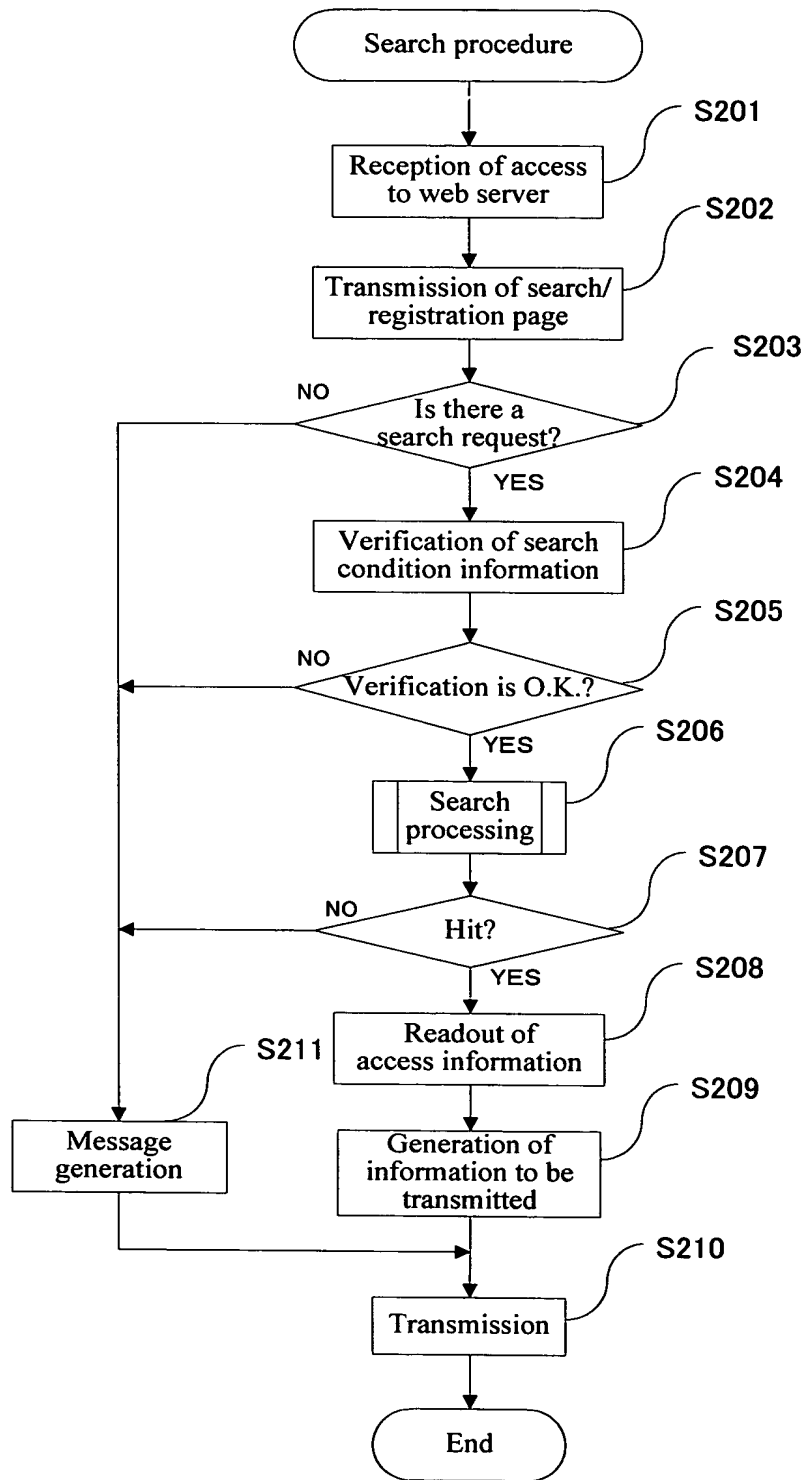 Search procedure
S201
Reception of access
to web server
S202
Transmission of search/
registration page
S203
NO
Is there a
search request?
YES
S204
Verification of search
condition information
S205
NO
Verification is O.K.?
YES
S206
Search
processing
S207
NO
Hit?
YES
S208
Readout of
access information
S211
Message
generation
S209
Generation of
information to be
transmitted
S210
Transmission
End